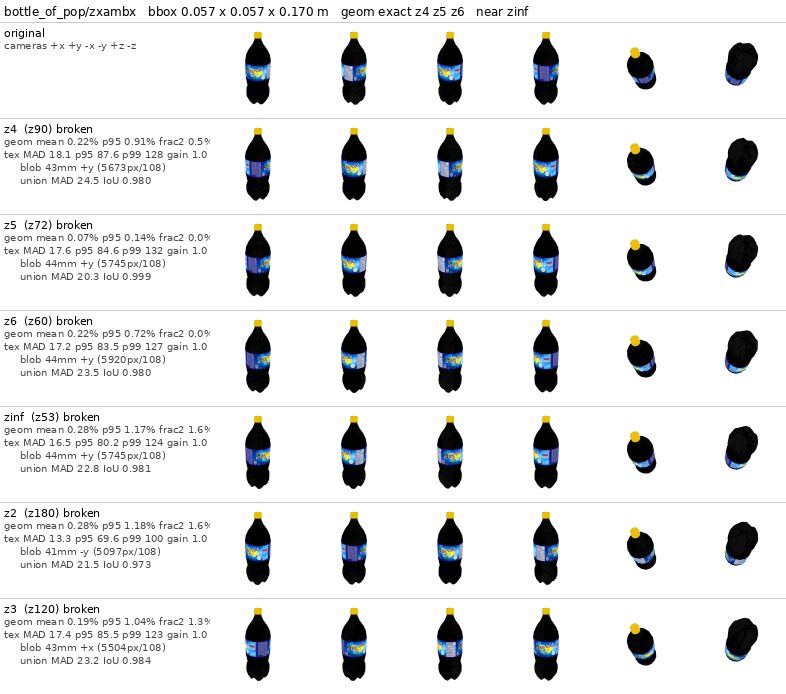 bottle_of_pop/zxambx bbox 0.057 x 0.057 x 0.170 m geom exact z4 z5 z6 near zinf
original
cameras +x +y -x -y +z -z
z4 (z90) broken
geom mean 0.22% p95 0.91% frac2 0.5%
tex MAD 18.1 p95 87.6 p99 128 gain 1.0
blob 43mm +y (5673px/108)
union MAD 24.5 IoU 0.980
z5 (z72) broken
geom mean 0.07% p95 0.14% frac2 0.0%
tex MAD 17.6 p95 84.6 p99 132 gain 1.0
blob 44mm +y (5745px/108)
union MAD 20.3 IoU 0.999
z6 (z60) broken
geom mean 0.22% p95 0.72% frac2 0.0%
tex MAD 17.2 p95 83.5 p99 127 gain 1.0
blob 44mm +y (5920px/108)
union MAD 23.5 IoU 0.980
zinf (z53) broken
geom mean 0.28% p95 1.17% frac2 1.6%
tex MAD 16.5 p95 80.2 p99 124 gain 1.0
blob 44mm +y (5745px/108)
union MAD 22.8 IoU 0.981
z2 (z180) broken
geom mean 0.28% p95 1.18% frac2 1.6%
tex MAD 13.3 p95 69.6 p99 100 gain 1.0
blob 41mm -y (5097px/108)
union MAD 21.5 IoU 0.973
z3 (z120) broken
geom mean 0.19% p95 1.04% frac2 1.3%
tex MAD 17.4 p95 85.5 p99 123 gain 1.0
blob 43mm +x (5504px/108)
union MAD 23.2 IoU 0.984